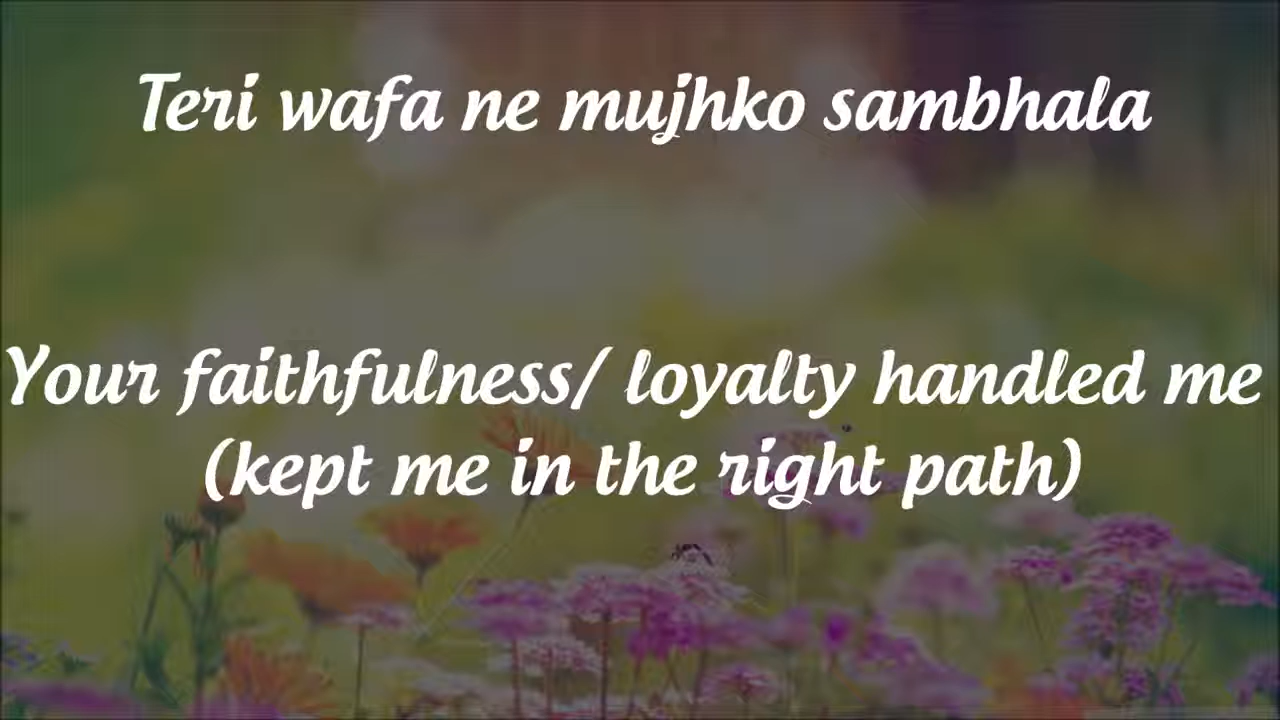 Teri wafa ne mujhko sambhala
Your faithfulness/ loyalty handled me
(kept me in the right path)